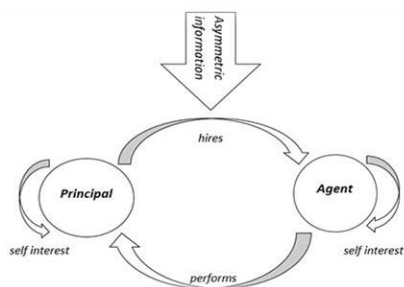 Asymmetric
information
hires
Principal
Agent
self interest
self interest
performs